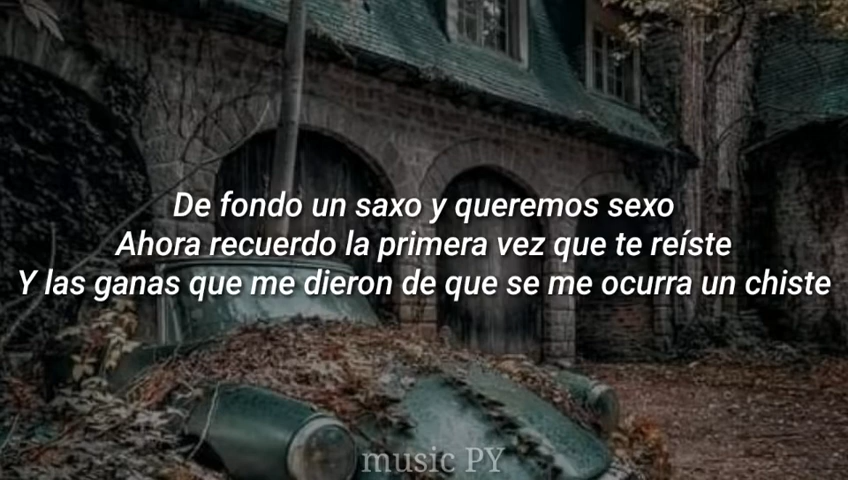 De fondo un saxo y queremos sexo
Ahora recuerdo la primera vez que te reíste
Y las ganas que me dieron de que se me ocurra un chiste
music PY